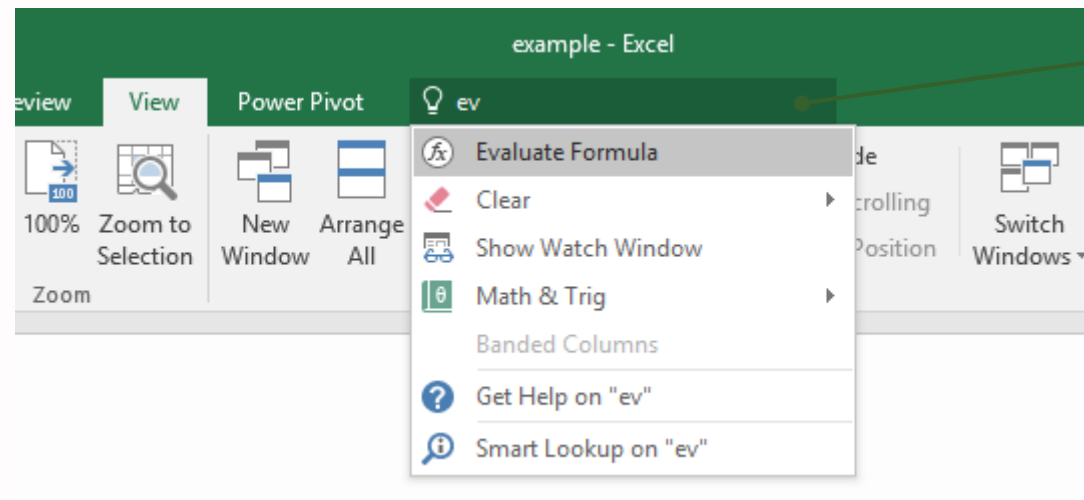 example - Excel
eview View Power Pivot ev
100
100% Zoom to Selection New Window Arrange All
Zoom
fx Evaluate Formula
Clear
Show Watch Window
θ Math & Trig
Banded Columns
Get Help on "ev"
Smart Lookup on "ev"
de
crolling
Position
Switch Windows